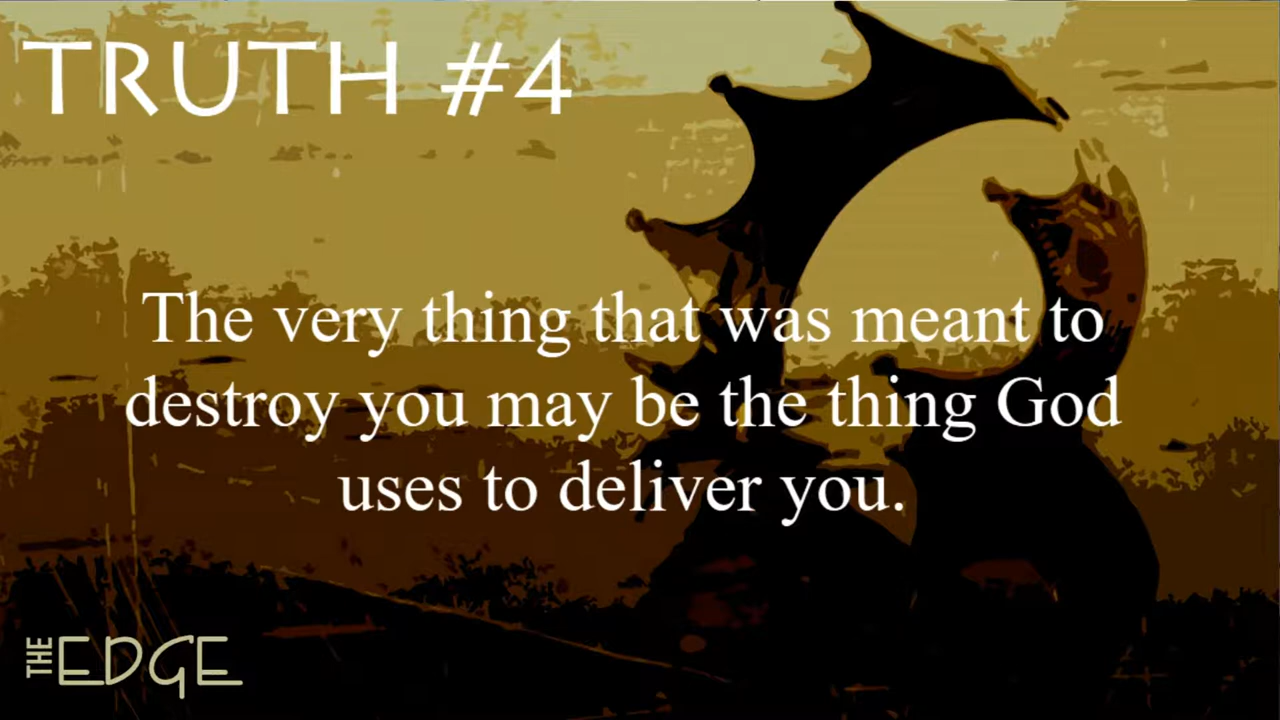 TRUTH #4
The very thing that was meant to
destroy you may be the thing God
uses to deliver you.
THE EDGE